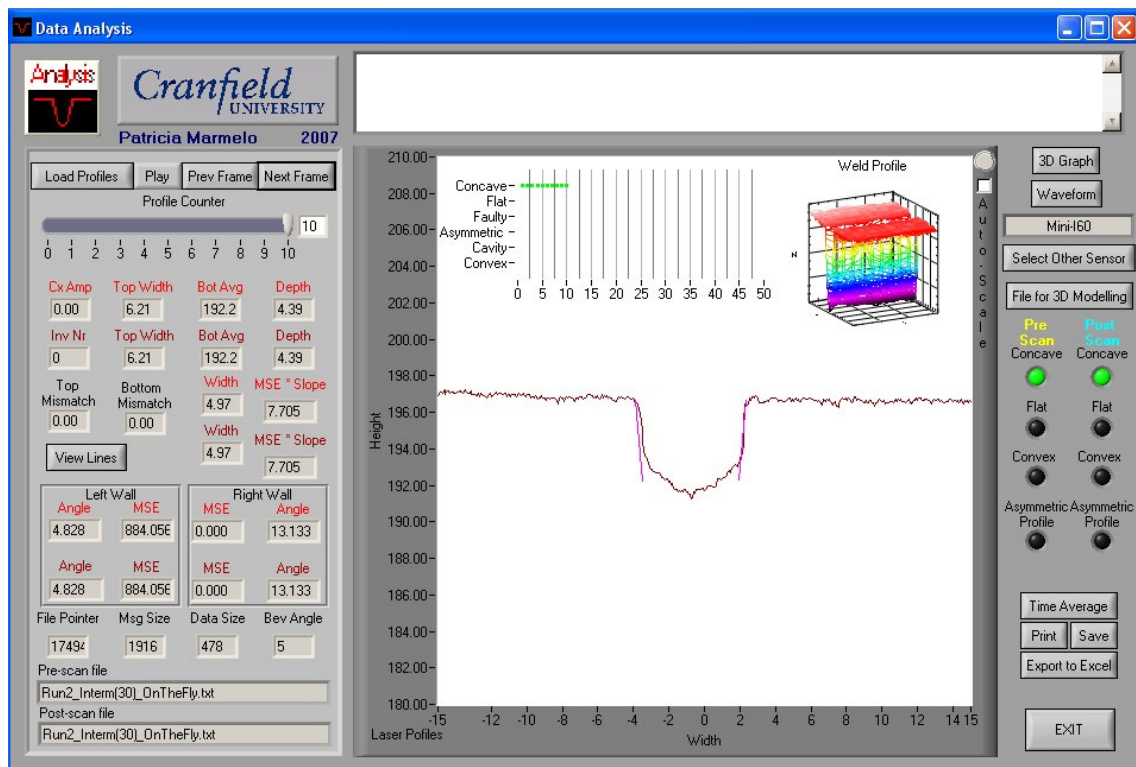 Data Analysis
Analysis
Cranfield
UNIVERSITY
Patricia Marmelo 2007
Load Profiles Play Prev Frame Next Frame
Profile Counter
10
0 1 2 3 4 5 6 7 8 9 10
Cx Amp Top Width Bot Avg Depth
0.00 6.21 192.2 4.39
Inv Nr Top Width Bot Avg Depth
0 6.21 192.2 4.39
Top Mismatch Bottom Mismatch Width MSE * Slope
0.00 0.00 4.97 7.705
Width MSE * Slope
4.97 7.705
View Lines
Left Wall Right Wall
Angle MSE MSE Angle
4.828 884.056 0.000 13.133
Angle MSE MSE Angle
4.828 884.056 0.000 13.133
File Pointer Msg Size Data Size Bev Angle
17494 1916 478 5
Pre-scan file
Run2_Interm(30)_OnTheFly.txt
Post-scan file
Run2_Interm(30)_OnTheFly.txt
210.00
208.00
206.00
204.00
202.00
200.00
198.00
196.00
194.00
192.00
190.00
188.00
186.00
184.00
182.00
180.00
Height
Concave
Flat
Faulty
Asymmetric
Cavity
Convex
0 5 10 15 20 25 30 35 40 45 50
Weld Profile
N
Auto-Scale
-15 -12 -10 -8 -6 -4 -2 0 2 4 6 8 10 12 14 15
Laser Pofiles
Width
3D Graph
Waveform
Mini-I60
Select Other Sensor
File for 3D Modelling
Pre Scan Post Scan
Concave Concave
Flat Flat
Convex Convex
Asymmetric Profile Asymmetric Profile
Time Average
Print Save
Export to Excel
EXIT